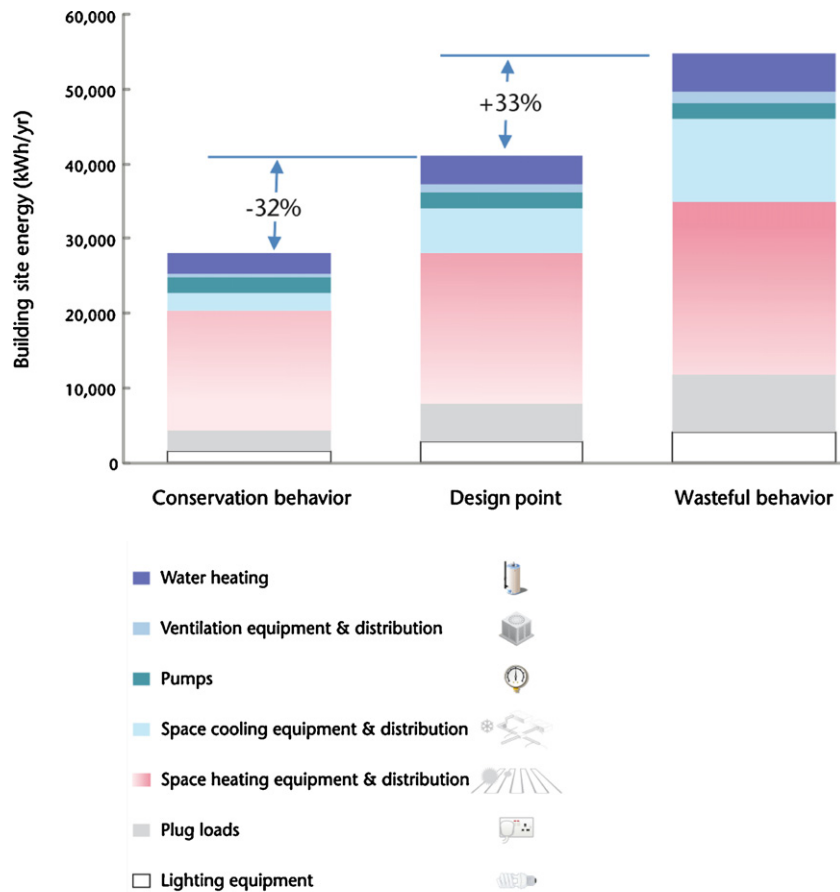 60,000
50,000
40,000
30,000
20,000
10,000
0
Building site energy (kWh/yr)
-32%
+33%
Conservation behavior
Design point
Wasteful behavior
Water heating
Ventilation equipment & distribution
Pumps
Space cooling equipment & distribution
Space heating equipment & distribution
Plug loads
Lighting equipment